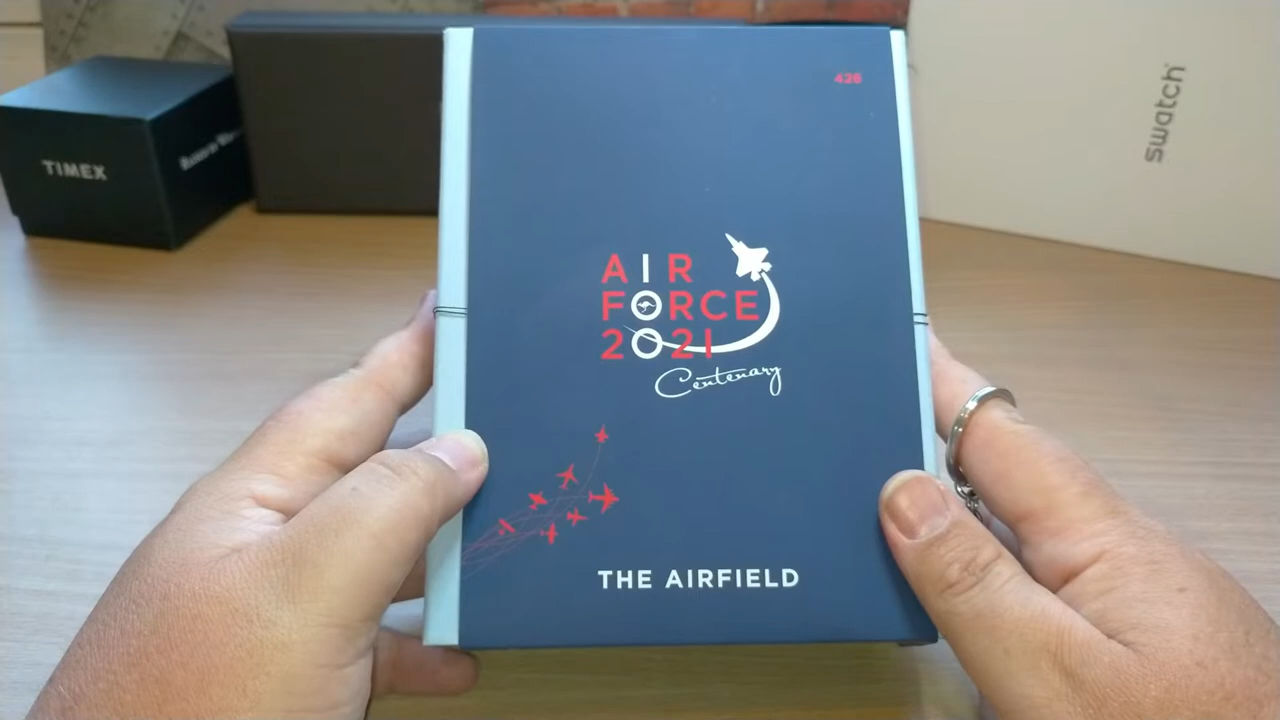 426
TIMEX
swatch
AIR
FORCE
2021
Centenary
THE AIRFIELD